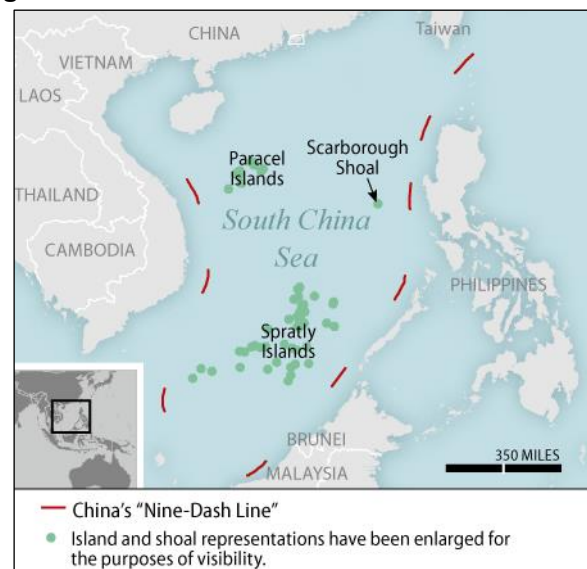 CHINA
Taiwan
VIETNAM
LAOS
Paracel
Islands
Scarborough
Shoal
THAILAND
South China
Sea
CAMBODIA
PHILIPPINES
Spratly
Islands
BRUNEI
MALAYSIA
350 MILES
China's "Nine-Dash Line"
Island and shoal representations have been enlarged for
the purposes of visibility.